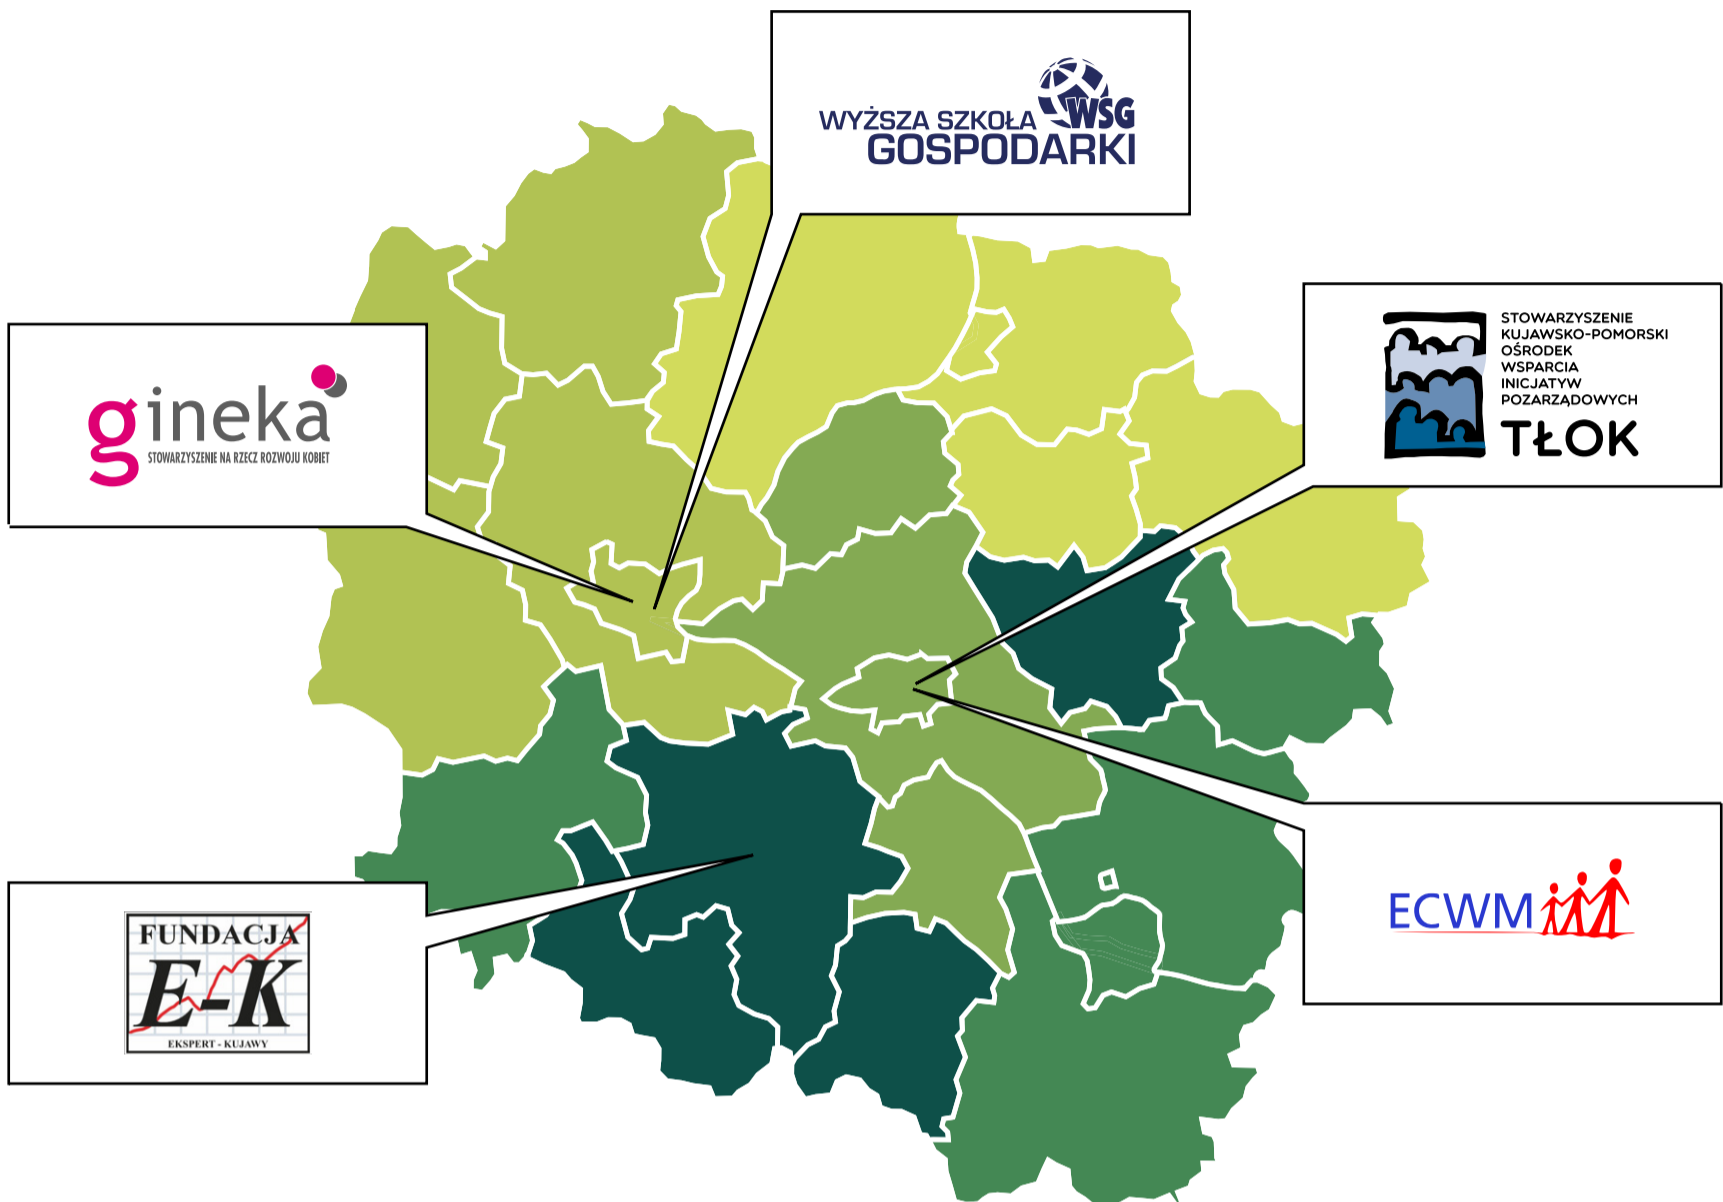 WYŻSZA SZKOŁA
WSG
GOSPODARKI
gineka
STOWARZYSZENIE NA RZECZ ROZWOJU KOBIET
STOWARZYSZENIE
KUJAWSKO-POMORSKI
OŚRODEK
WSPARCIA
INICJATYW
POZARZĄDOWYCH
TŁOK
FUNDACJA
E-K
EKSPERT - KUJAWY
ECWM